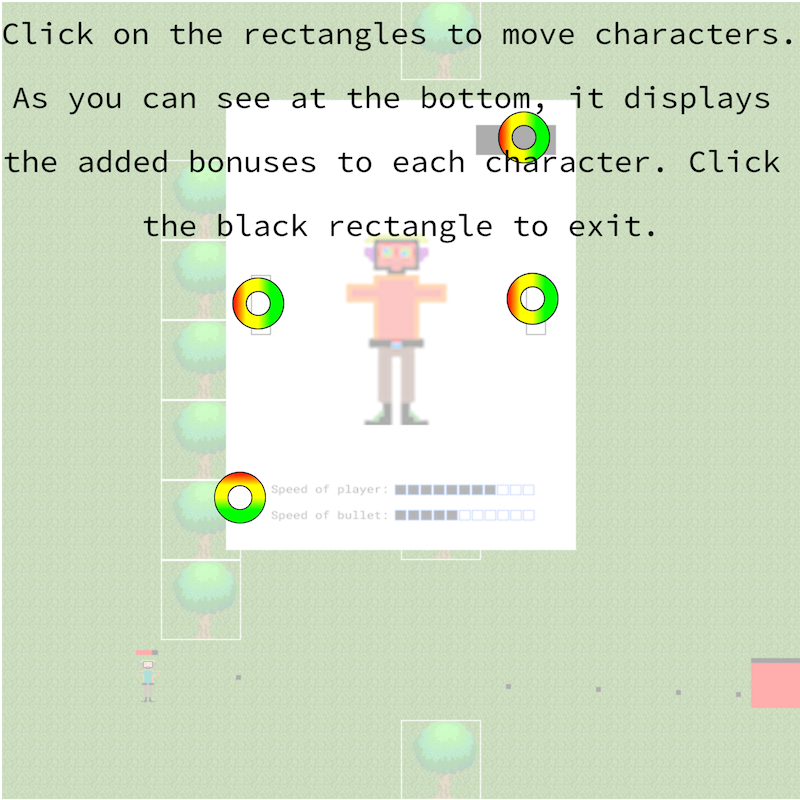 Click on the rectangles to move characters.
As you can see at the bottom, it displays
the added bonuses to each character. Click
the black rectangle to exit.
Speed of player:
Speed of bullet: